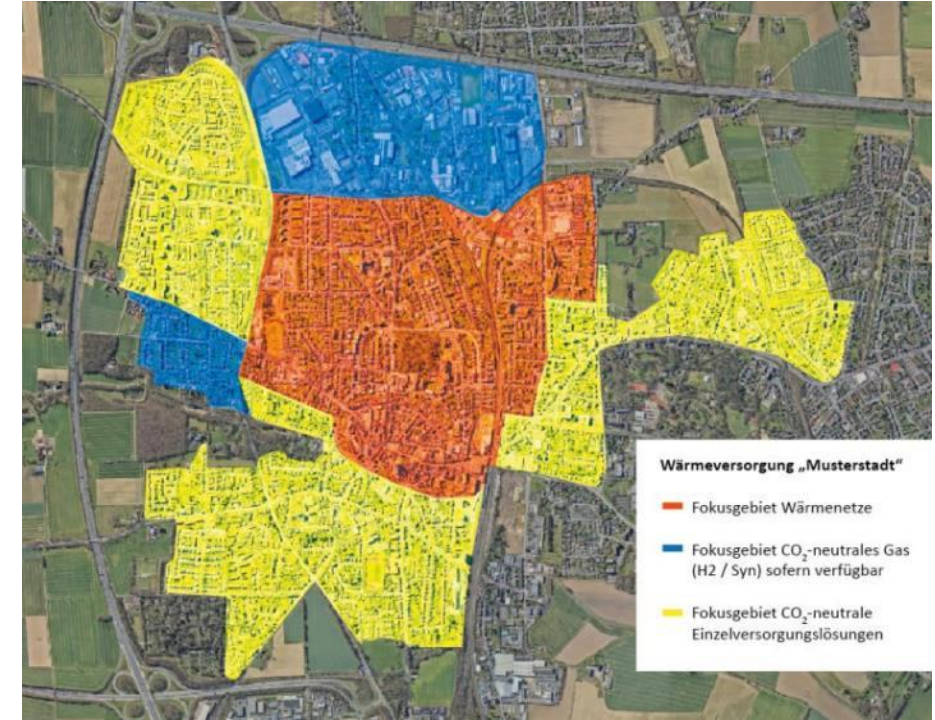 Wärmeversorgung „Musterstadt“
Fokusgebiet Wärmenetze
Fokusgebiet CO₂-neutrales Gas
(H2 / Syn) sofern verfügbar
Fokusgebiet CO₂-neutrale
Einzelversorgungslösungen